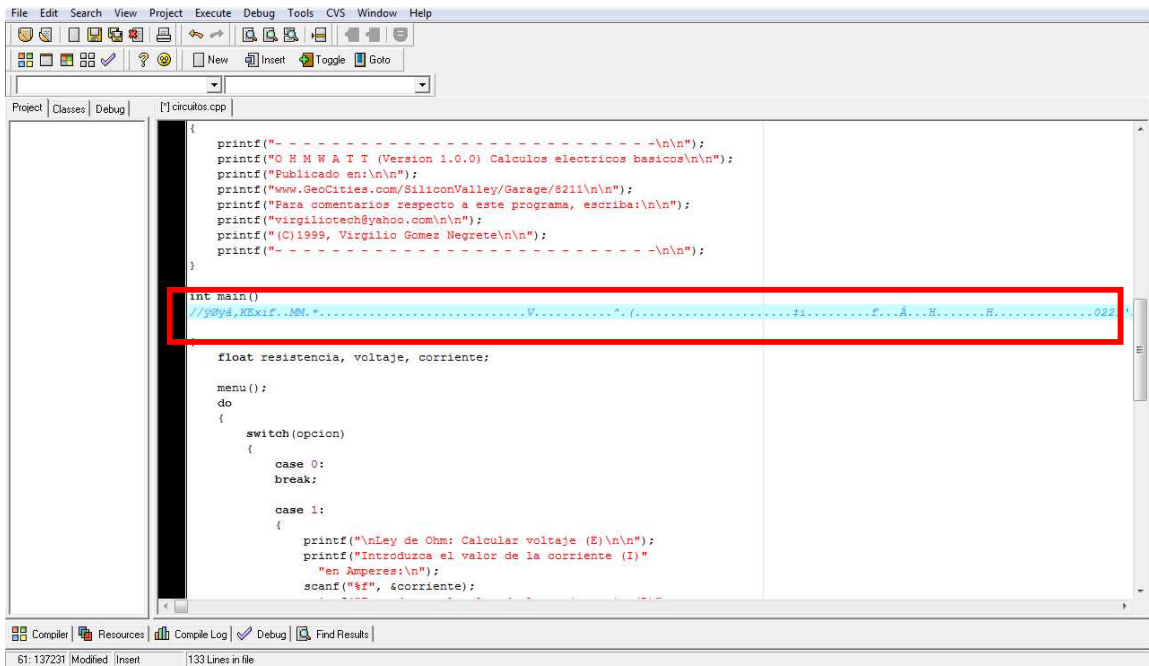 File Edit Search View Project Execute Debug Tools CVS Window Help
New Insert Toggle Goto
Project Classes Debug [*] circuitos.cpp
{
printf("- - - - - - - - - - - - - - - - - - - - - - - - - - - -\n\n");
printf("O H M W A T T (Version 1.0.0) Calculos electricos basicos\n\n");
printf("Publicado en:\n\n");
printf("www.GeoCities.com/SiliconValley/Garage/8211\n\n");
printf("Para comentarios respecto a este programa, escriba:\n\n");
printf("virgiliotech@yahoo.com\n\n");
printf("(C)1999, Virgilio Gomez Negrete\n\n");
printf("- - - - - - - - - - - - - - - - - - - - - - - - - - - -\n\n");
}
int main()
//ÿØÿá,KExif..MM.*............................V...........^.(.....................‡i.........f...À...H.......H..............022
{
float resistencia, voltaje, corriente;
menu();
do
{
switch(opcion)
{
case 0:
break;
case 1:
{
printf("\nLey de Ohm: Calcular voltaje (E)\n\n");
printf("Introduzca el valor de la corriente (I)"
"en Amperes:\n");
scanf("%f", &corriente);
Compiler Resources Compile Log Debug Find Results
61: 137231 Modified Insert 133 Lines in file